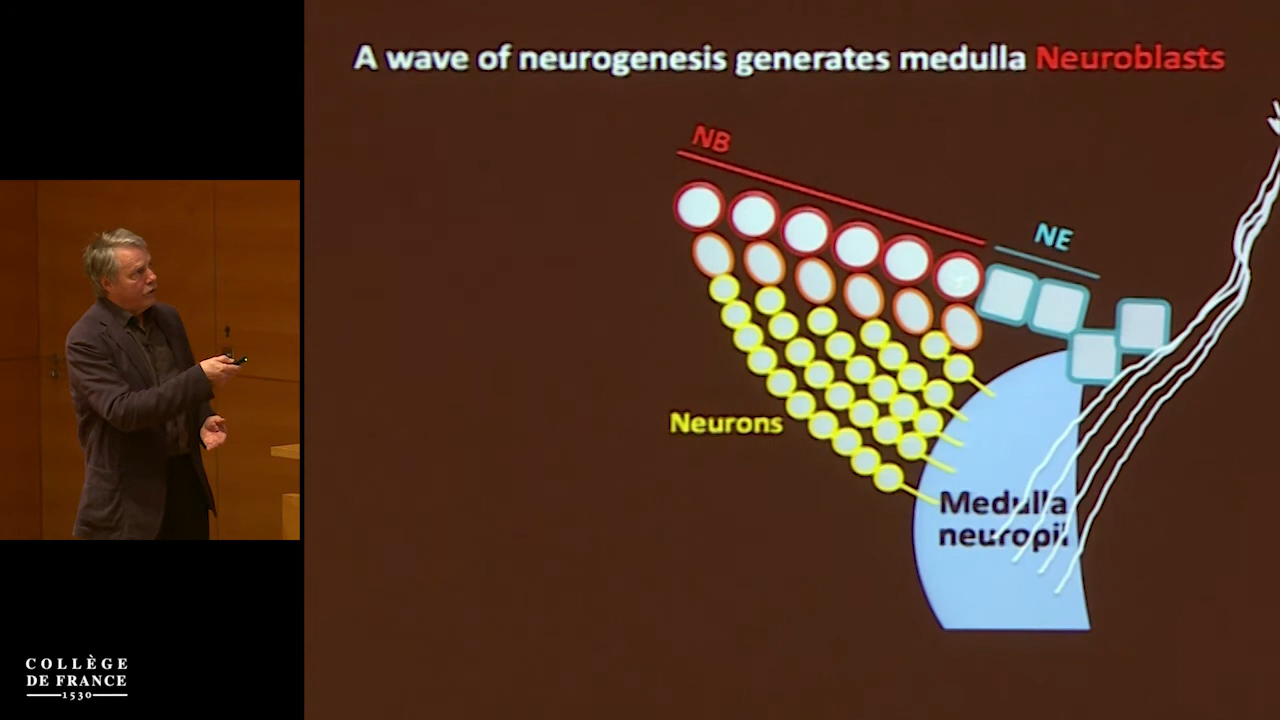 A wave of neurogenesis generates medulla Neuroblasts
NB
NE
Neurons
Medulla
neuropil
COLLÈGE
DE FRANCE
1530